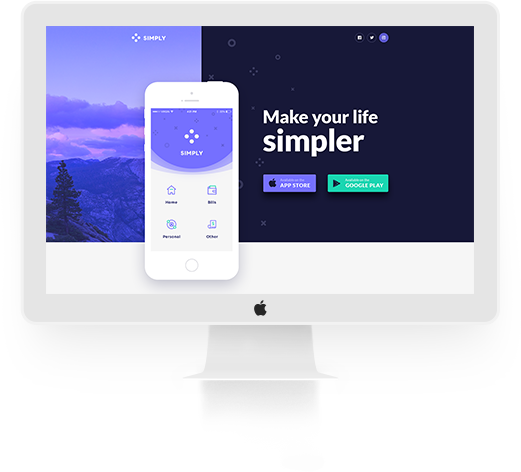 SIMPLY
Make your life
simpler
Available on the
APP STORE
Available on the
GOOGLE PLAY
SIMPLY
Home
Bills
Personal
Other